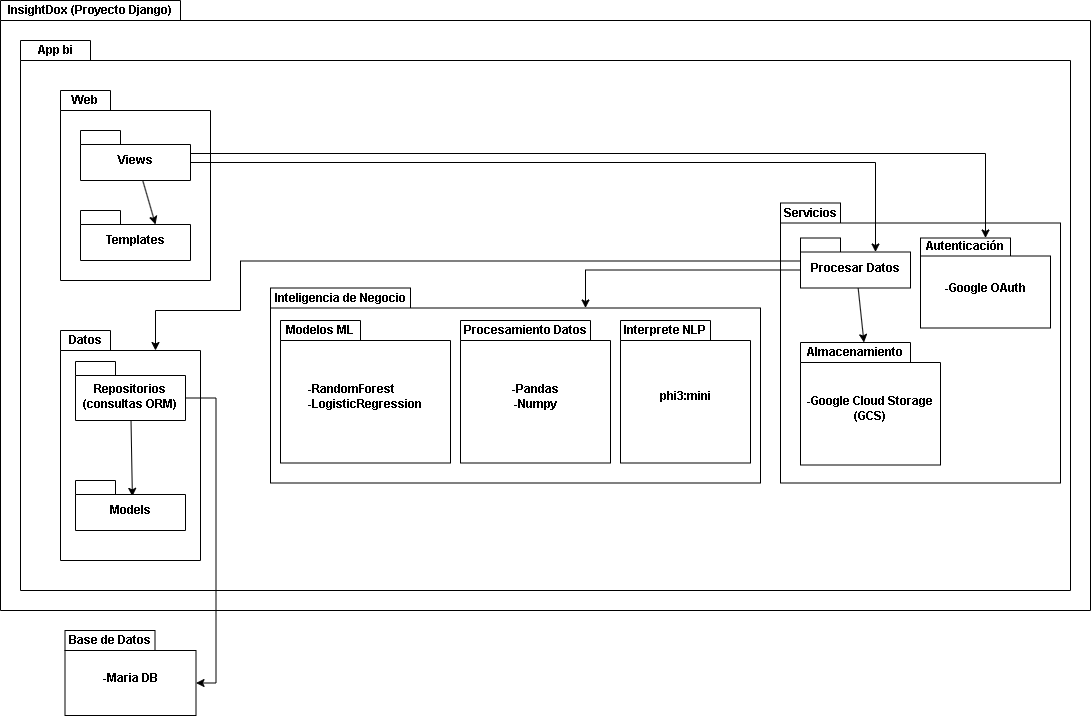 InsightDox (Proyecto Django)
App bi
Web
Views
Templates
Servicios
Procesar Datos
Autenticación
-Google OAuth
Almacenamiento
-Google Cloud Storage
(GCS)
Inteligencia de Negocio
Modelos ML
-RandomForest
-LogisticRegression
Procesamiento Datos
-Pandas
-Numpy
Interprete NLP
phi3:mini
Datos
Repositorios
(consultas ORM)
Models
Base de Datos
-Maria DB